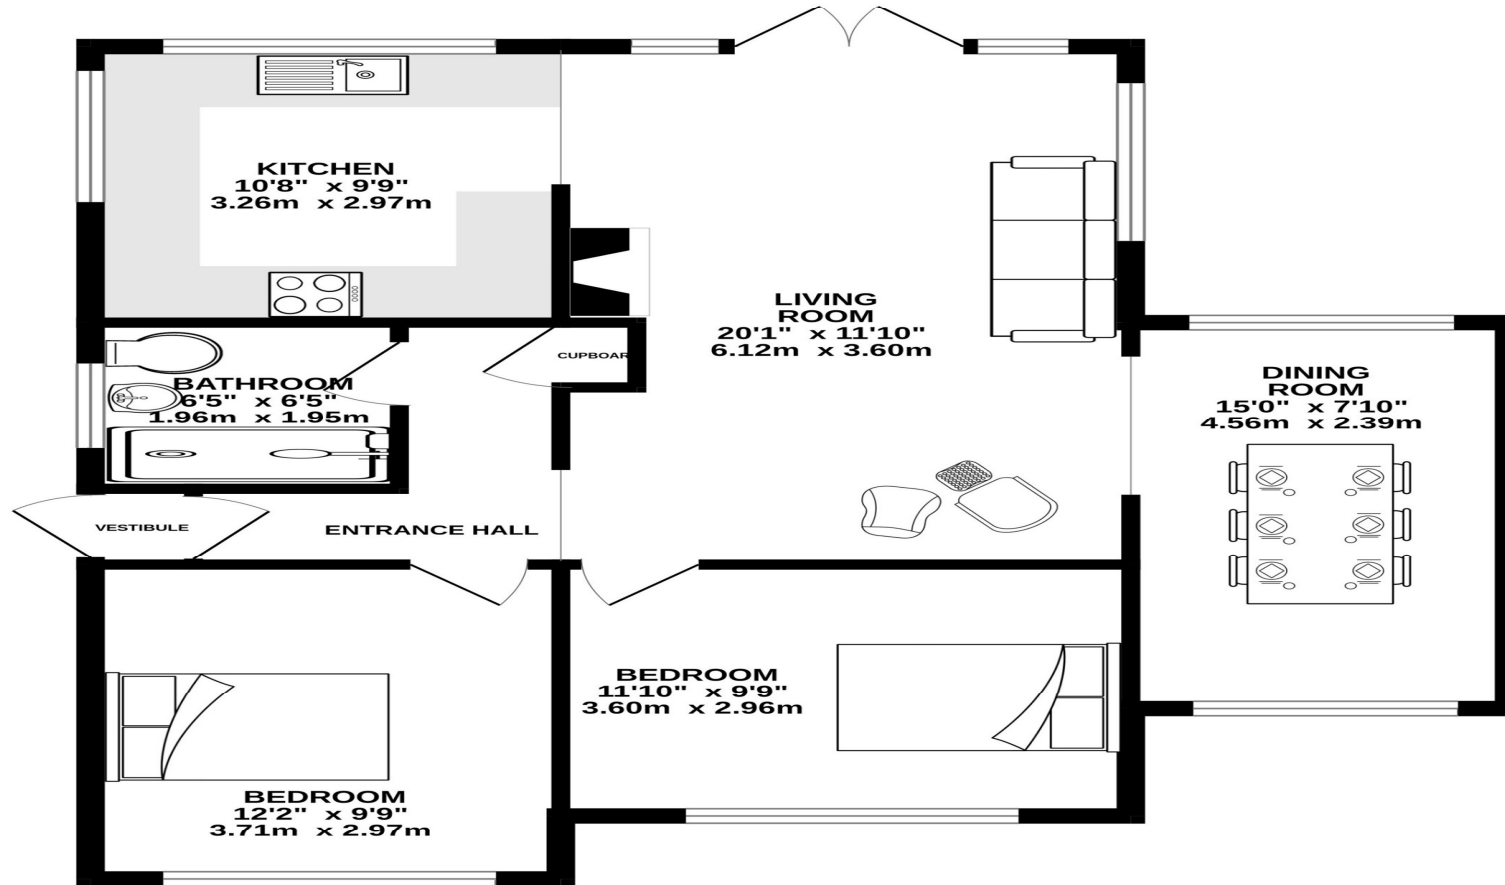 KITCHEN
10'8" x 9'9"
3.26m x 2.97m
LIVING
ROOM
20'1" x 11'10"
6.12m x 3.60m
CUPBOAR
BATHROOM
6'5" x 6'5"
1.96m x 1.95m
DINING
ROOM
15'0" x 7'10"
4.56m x 2.39m
VESTIBULE
ENTRANCE HALL
BEDROOM
11'10" x 9'9"
3.60m x 2.96m
BEDROOM
12'2" x 9'9"
3.71m x 2.97m